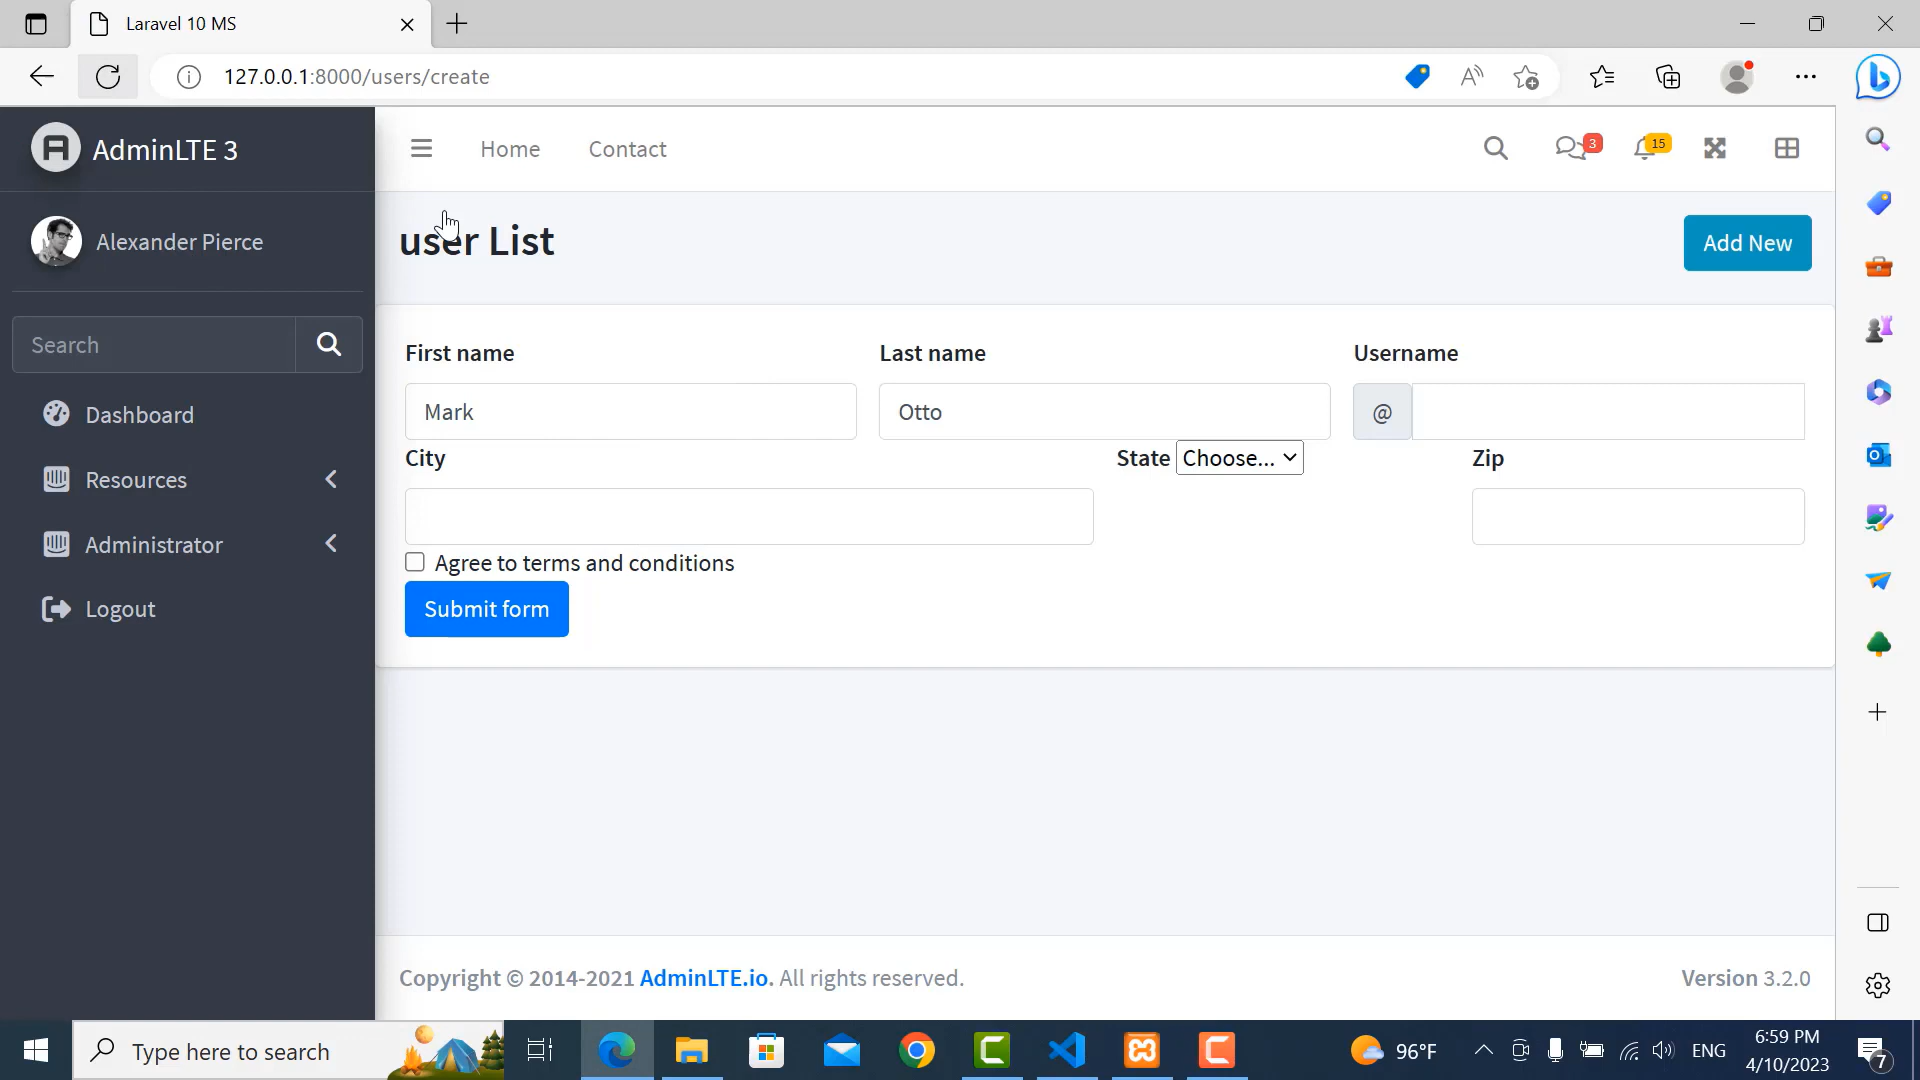 Laravel 10 MS
127.0.0.1:8000/users/create
AdminLTE 3
Home
Contact
3
15
Alexander Pierce
user List
Add New
Search
First name
Last name
Username
Mark
Otto
@
Dashboard
City
State
Choose...
Zip
Resources
Administrator
Agree to terms and conditions
Logout
Submit form
Copyright © 2014-2021 AdminLTE.io. All rights reserved.
Version 3.2.0
Type here to search
96°F
ENG
6:59 PM
4/10/2023
7